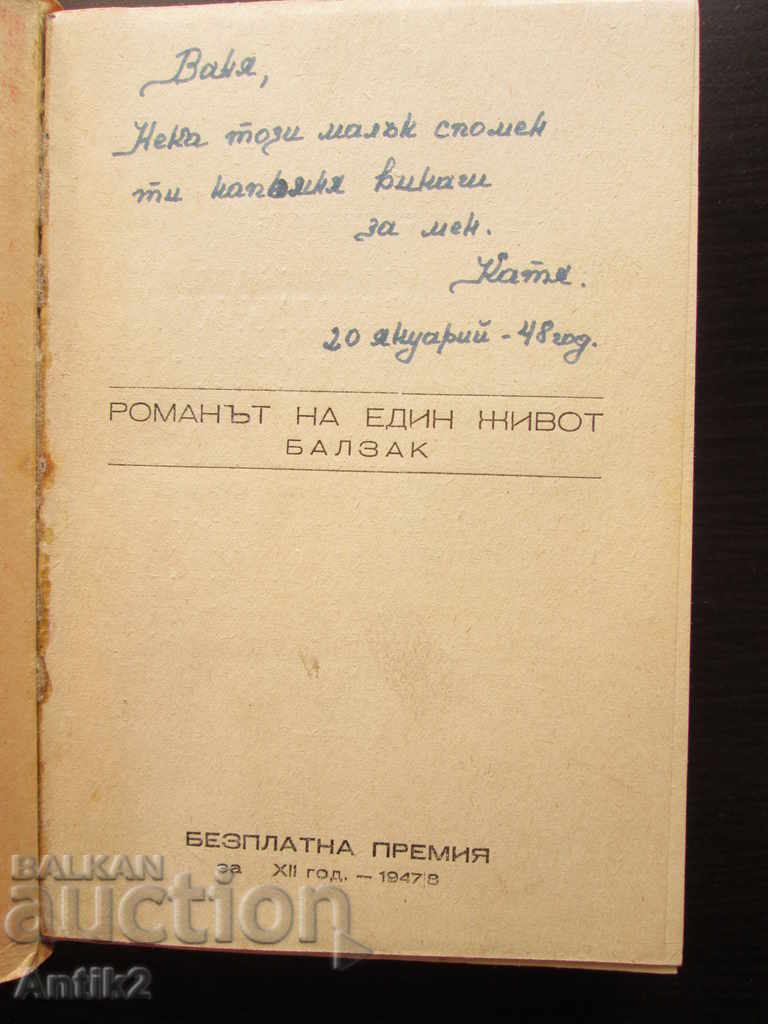 Ваня,
Нека този малък спомен
ти напомня винаги
за мен.
Катя.
20 януарий - 48 год.
РОМАНЪТ НА ЕДИН ЖИВОТ
БАЛЗАК
БЕЗПЛАТНА ПРЕМИЯ
за XII год. — 1947/8
BALKAN
auction
Antik2